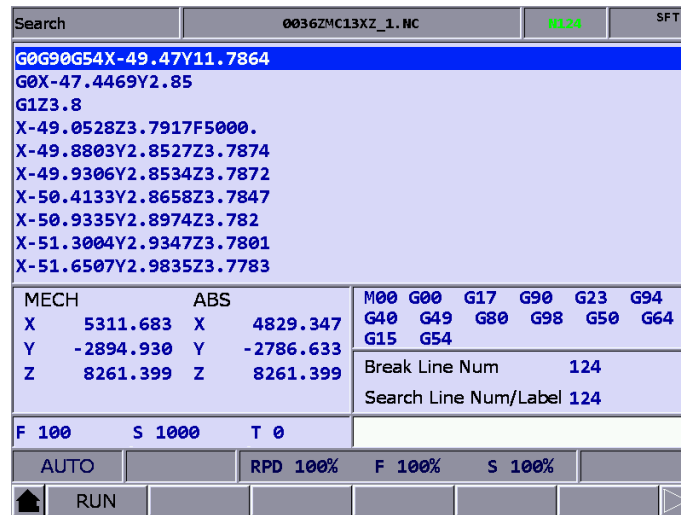 Search 0036ZMC13XZ_1.NC N124 SFT
G0G90G54X-49.47Y11.7864
G0X-47.4469Y2.85
G1Z3.8
X-49.0528Z3.7917F5000.
X-49.8803Y2.8527Z3.7874
X-49.9306Y2.8534Z3.7872
X-50.4133Y2.8658Z3.7847
X-50.9335Y2.8974Z3.782
X-51.3004Y2.9347Z3.7801
X-51.6507Y2.9835Z3.7783
MECH ABS
X 5311.683 X 4829.347
Y -2894.930 Y -2786.633
Z 8261.399 Z 8261.399
M00 G00 G17 G90 G23 G94
G40 G49 G80 G98 G50 G64
G15 G54
Break Line Num 124
Search Line Num/Label 124
F 100 S 1000 T 0
AUTO RPD 100% F 100% S 100%
RUN